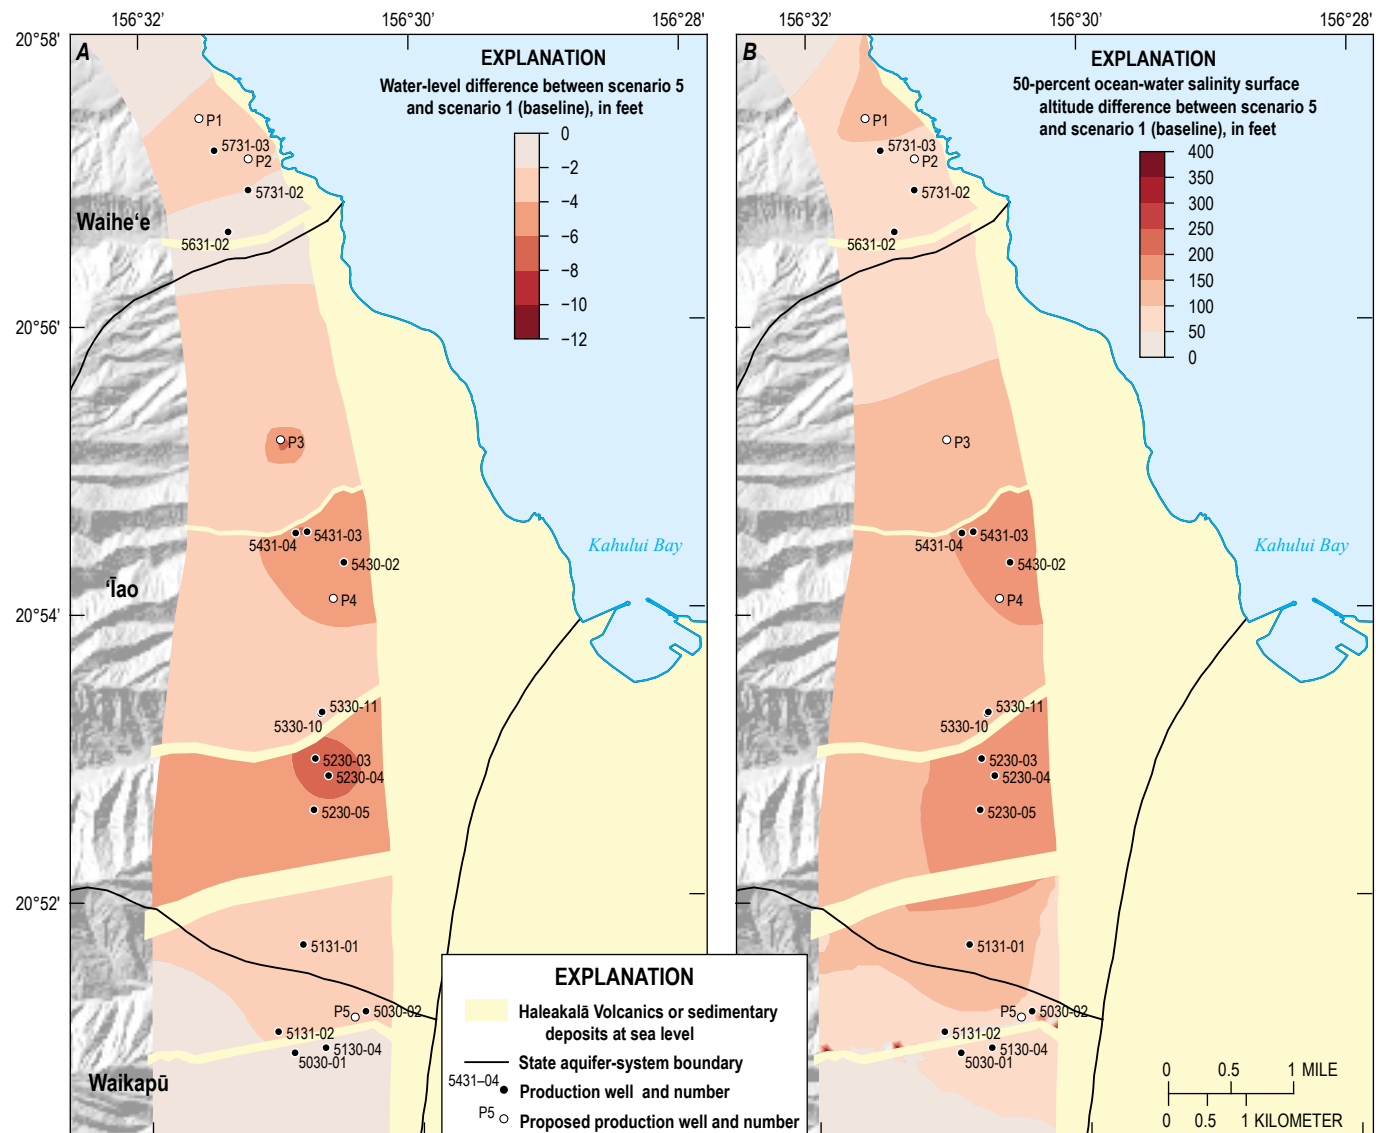 156°32'
156°30'
156°28'
156°32'
156°30'
156°28'
20°58'
20°56'
20°54'
20°52'
A
EXPLANATION
Water-level difference between scenario 5
and scenario 1 (baseline), in feet
0
−2
−4
−6
−8
−10
−12
P1
5731-03
P2
5731-02
Waiheʻe
5631-02
P3
5431-03
5431-04
5430-02
Kahului Bay
ʻĪao
P4
5330-11
5330-10
5230-03
5230-04
5230-05
5131-01
P5
5030-02
5131-02
5130-04
5030-01
Waikapū
B
EXPLANATION
50-percent ocean-water salinity surface
altitude difference between scenario 5
and scenario 1 (baseline), in feet
400
350
300
250
200
150
100
50
0
P1
5731-03
P2
5731-02
5631-02
P3
5431-03
5431-04
5430-02
Kahului Bay
P4
5330-11
5330-10
5230-03
5230-04
5230-05
5131-01
P5
5030-02
5131-02
5130-04
5030-01
EXPLANATION
Haleakalā Volcanics or sedimentary
deposits at sea level
State aquifer-system boundary
5431–04
Production well and number
P5
Proposed production well and number
0 0.5 1 MILE
0 0.5 1 KILOMETER